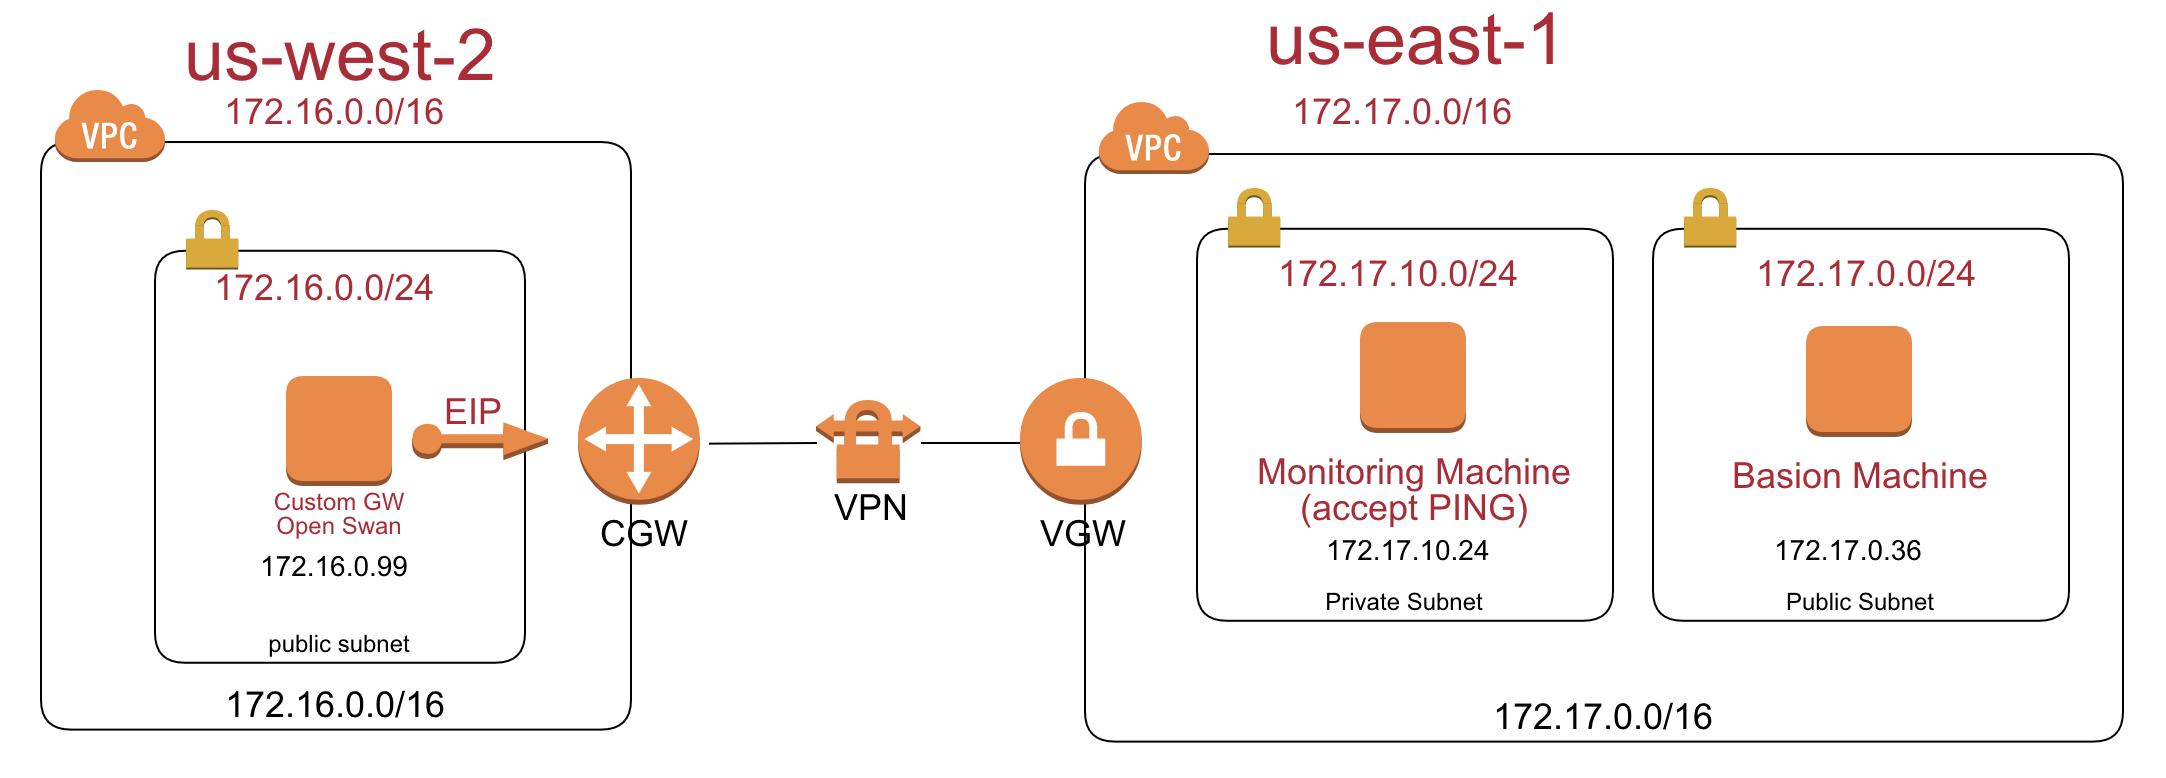 us-west-2
172.16.0.0/16
VPC
172.16.0.0/24
EIP
Custom GW
Open Swan
172.16.0.99
public subnet
172.16.0.0/16
CGW
VPN
VGW
us-east-1
172.17.0.0/16
VPC
172.17.10.0/24
Monitoring Machine
(accept PING)
172.17.10.24
Private Subnet
172.17.0.0/24
Basion Machine
172.17.0.36
Public Subnet
172.17.0.0/16